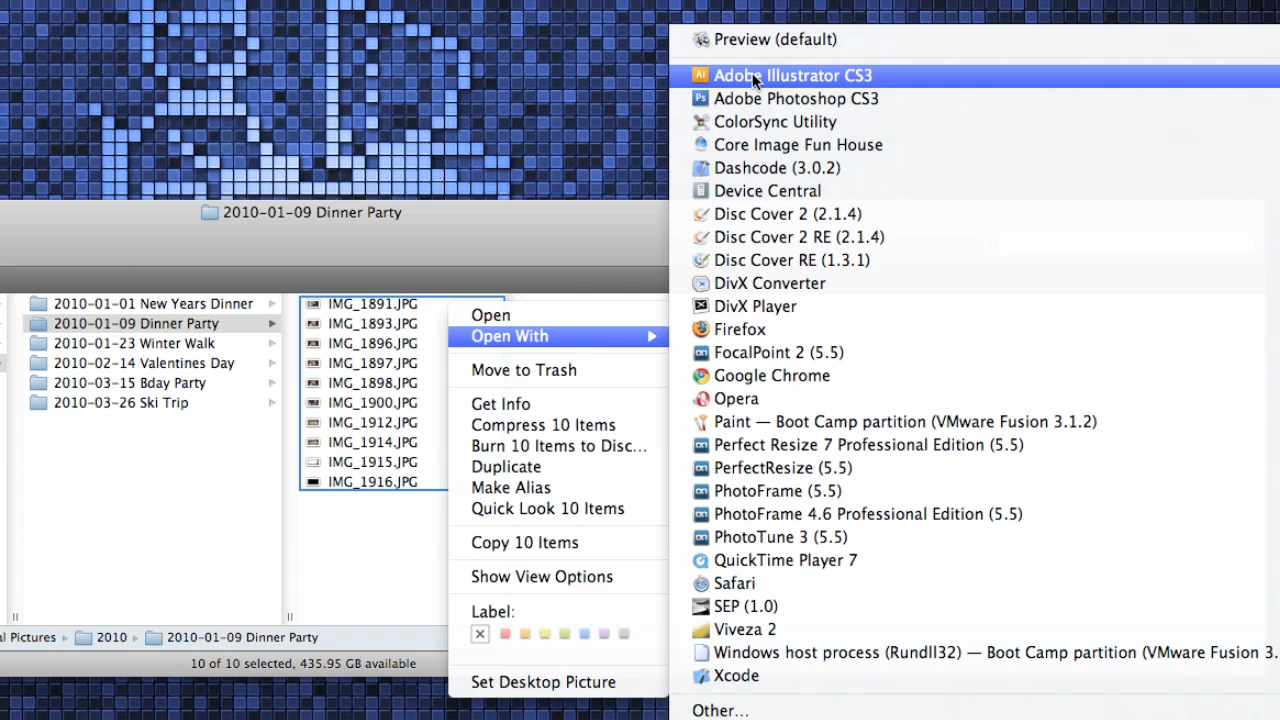 2010-01-09 Dinner Party
2010-01-01 New Years Dinner
2010-01-09 Dinner Party
2010-01-23 Winter Walk
2010-02-14 Valentines Day
2010-03-15 Bday Party
2010-03-26 Ski Trip
IMG_1891.JPG
IMG_1893.JPG
IMG_1896.JPG
IMG_1897.JPG
IMG_1898.JPG
IMG_1900.JPG
IMG_1912.JPG
IMG_1914.JPG
IMG_1915.JPG
IMG_1916.JPG
al Pictures
2010
2010-01-09 Dinner Party
10 of 10 selected, 435.95 GB available
Open
Open With
Move to Trash
Get Info
Compress 10 Items
Burn 10 Items to Disc...
Duplicate
Make Alias
Quick Look 10 Items
Copy 10 Items
Show View Options
Label:
Set Desktop Picture
Preview (default)
Ai Adobe Illustrator CS3
Ps Adobe Photoshop CS3
ColorSync Utility
Core Image Fun House
Dashcode (3.0.2)
Device Central
Disc Cover 2 (2.1.4)
Disc Cover 2 RE (2.1.4)
Disc Cover RE (1.3.1)
DivX Converter
DivX Player
Firefox
on FocalPoint 2 (5.5)
Google Chrome
Opera
Paint — Boot Camp partition (VMware Fusion 3.1.2)
on Perfect Resize 7 Professional Edition (5.5)
on PerfectResize (5.5)
on PhotoFrame (5.5)
on PhotoFrame 4.6 Professional Edition (5.5)
on PhotoTune 3 (5.5)
QuickTime Player 7
Safari
SEP (1.0)
Viveza 2
Windows host process (Rundll32) — Boot Camp partition (VMware Fusion 3.
Xcode
Other...